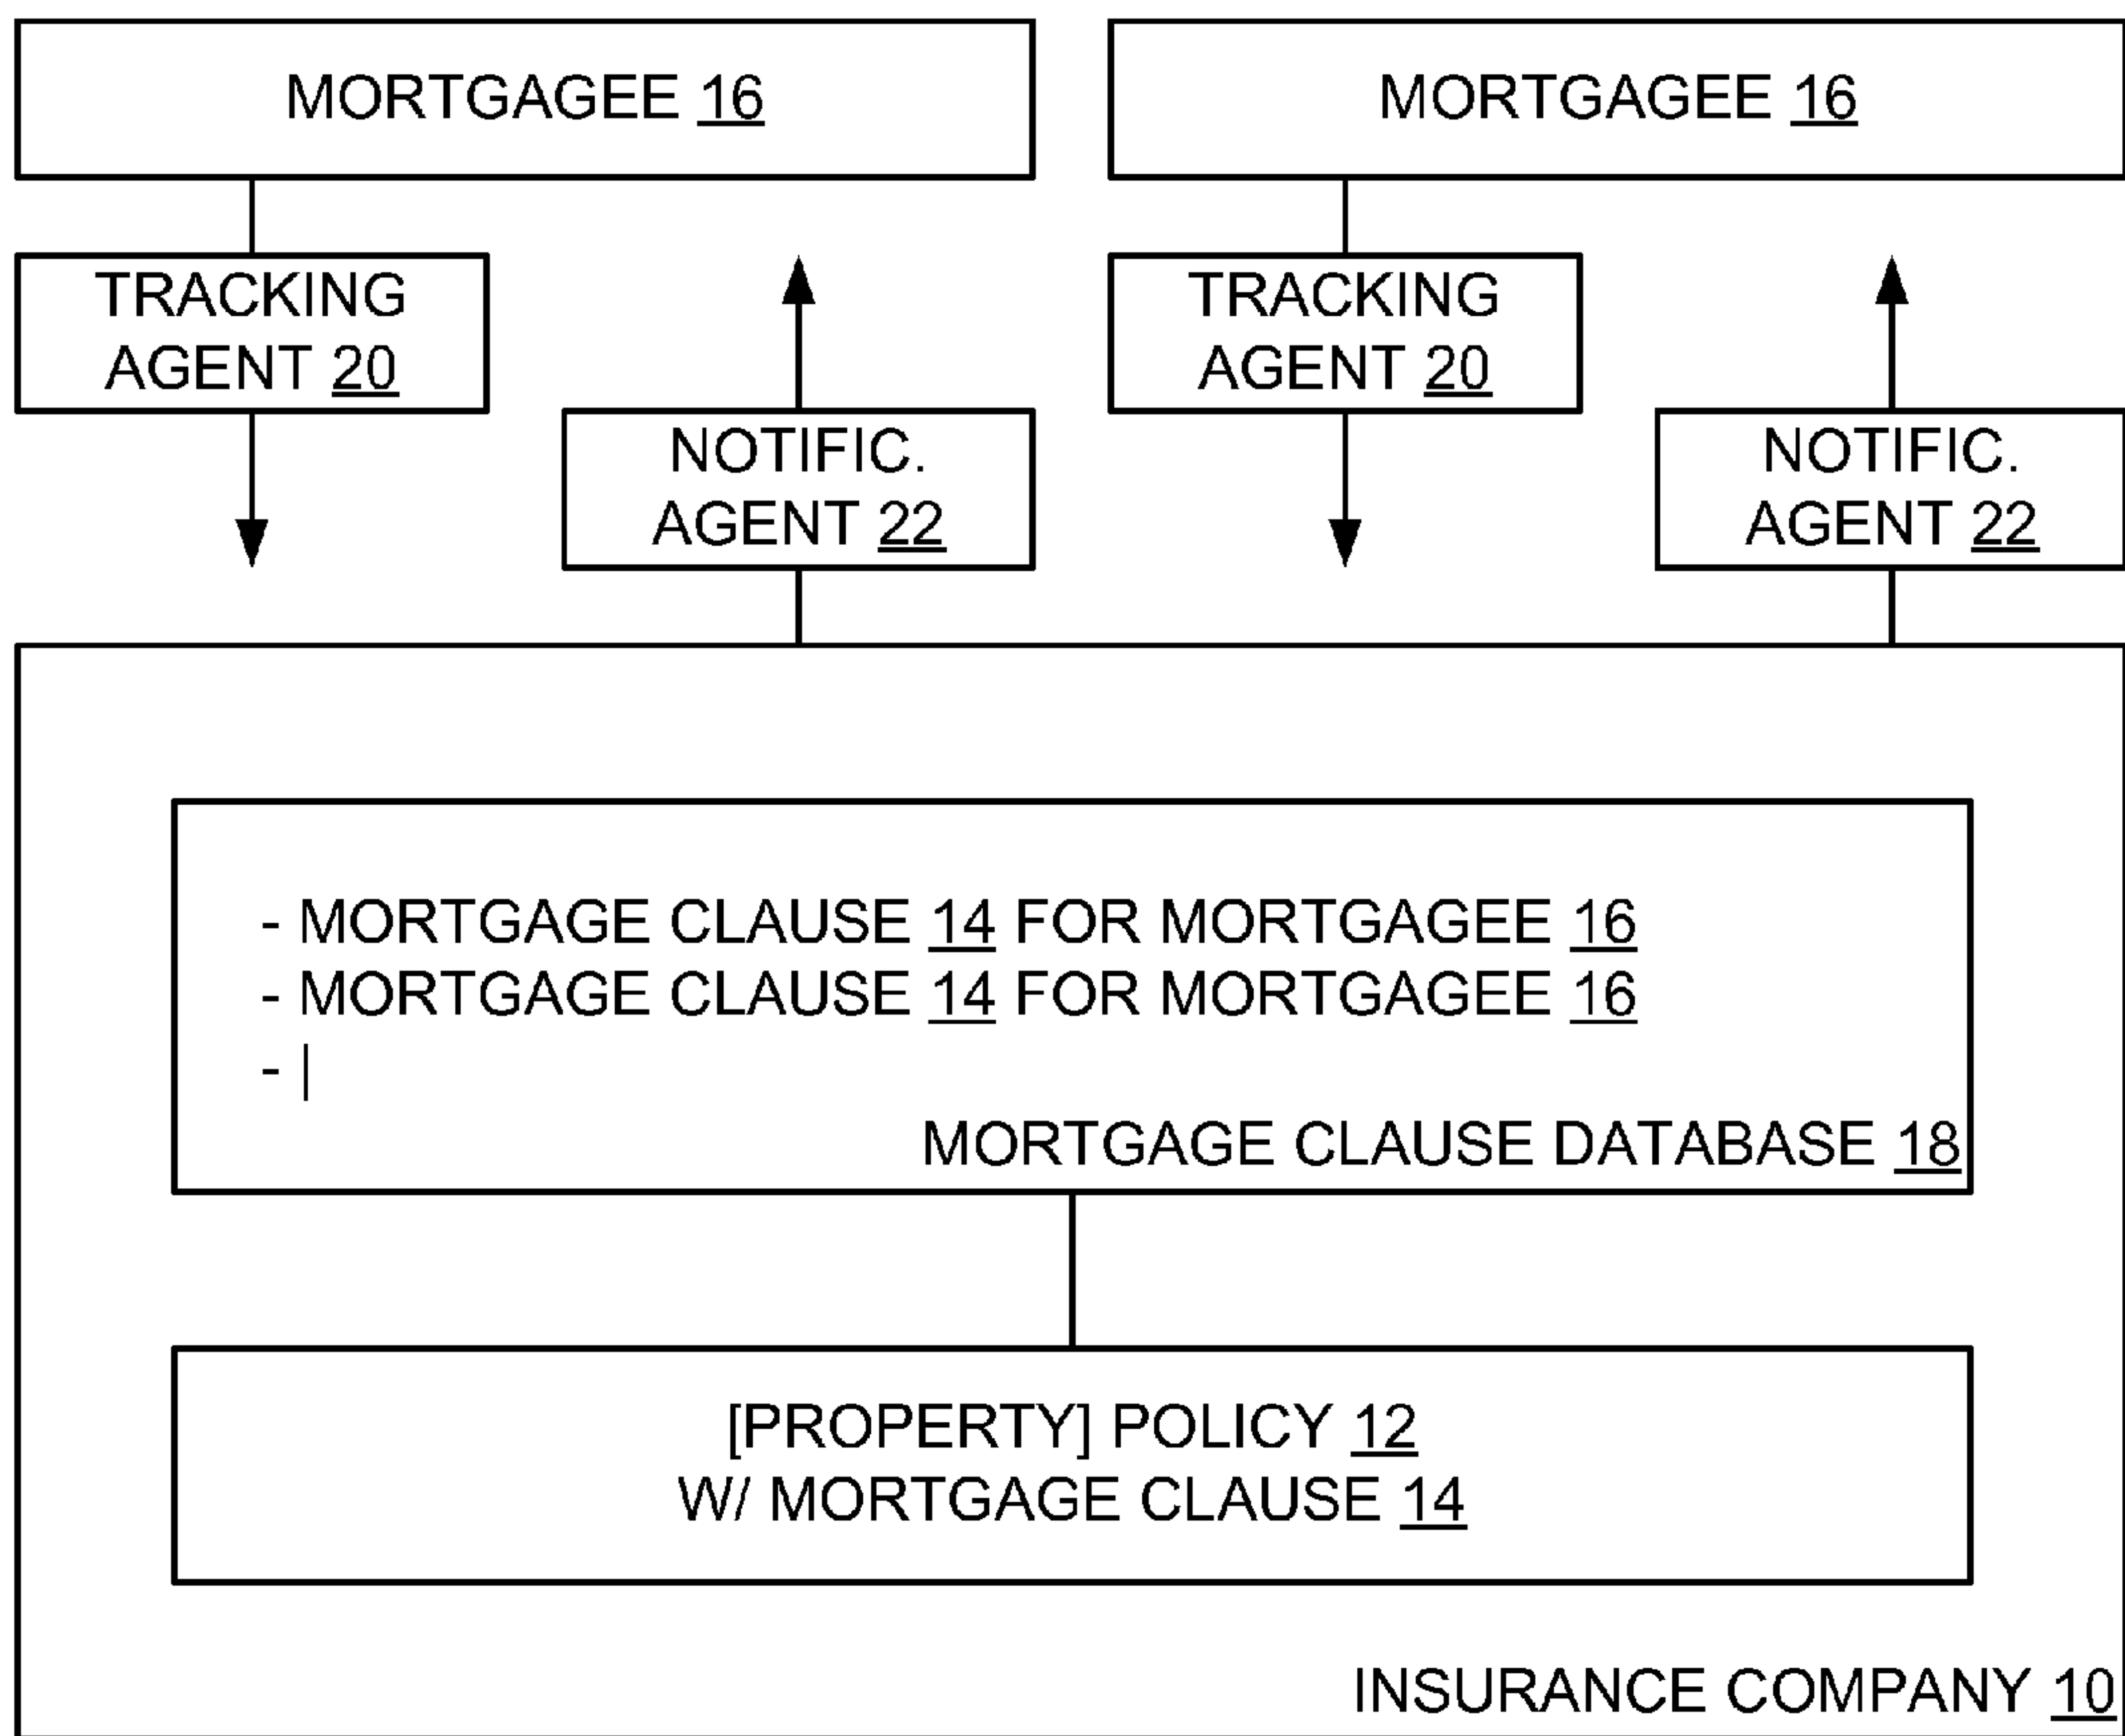 MORTGAGEE 16
MORTGAGEE 16
TRACKING
AGENT 20
NOTIFIC.
AGENT 22
TRACKING
AGENT 20
NOTIFIC.
AGENT 22
- MORTGAGE CLAUSE 14 FOR MORTGAGEE 16
- MORTGAGE CLAUSE 14 FOR MORTGAGEE 16
- |
MORTGAGE CLAUSE DATABASE 18
[PROPERTY] POLICY 12
W/ MORTGAGE CLAUSE 14
INSURANCE COMPANY 10